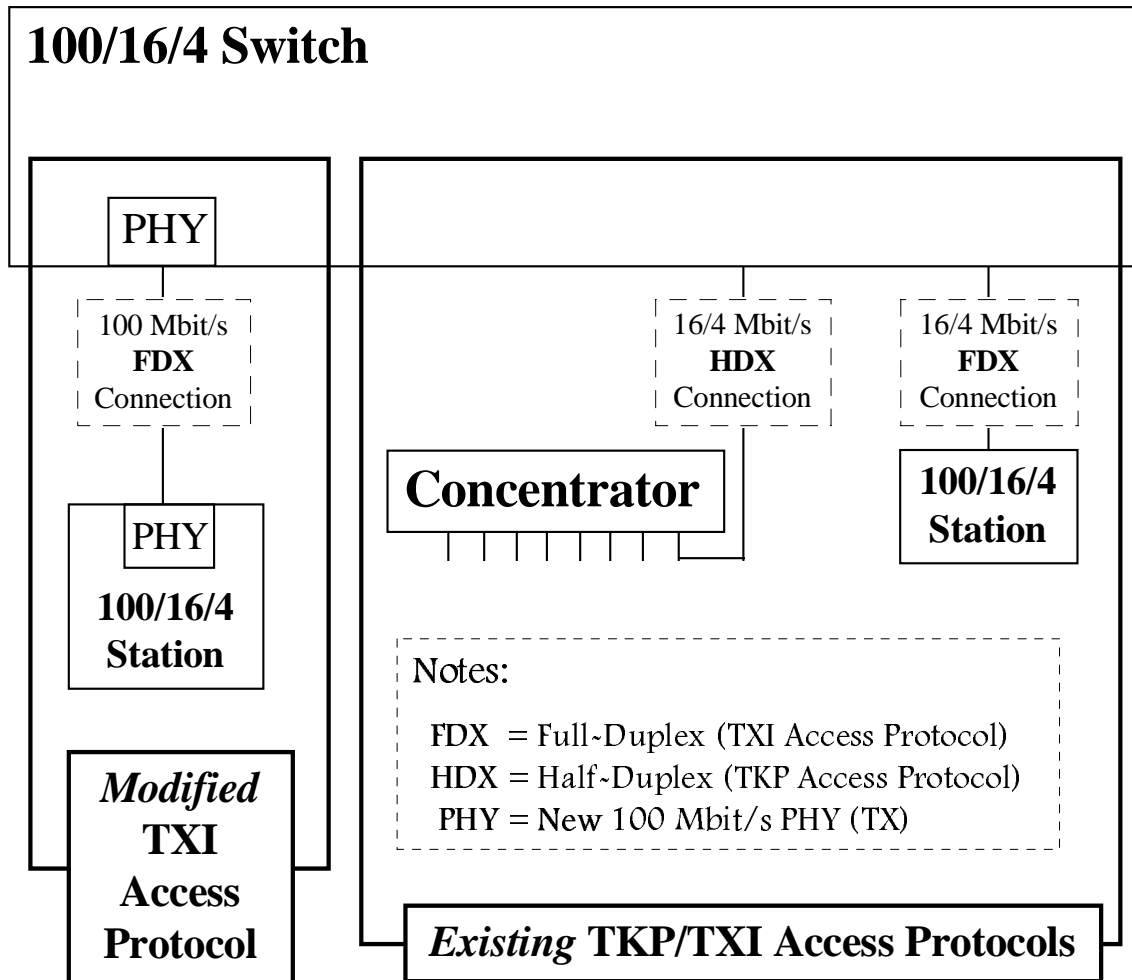 100/16/4 Switch
PHY
100 Mbit/s
FDX
Connection
PHY
100/16/4
Station
Modified
TXI
Access
Protocol
16/4 Mbit/s
HDX
Connection
16/4 Mbit/s
FDX
Connection
Concentrator
100/16/4
Station
Notes:
FDX = Full-Duplex (TXI Access Protocol)
HDX = Half-Duplex (TKP Access Protocol)
PHY = New 100 Mbit/s PHY (TX)
Existing TKP/TXI Access Protocols